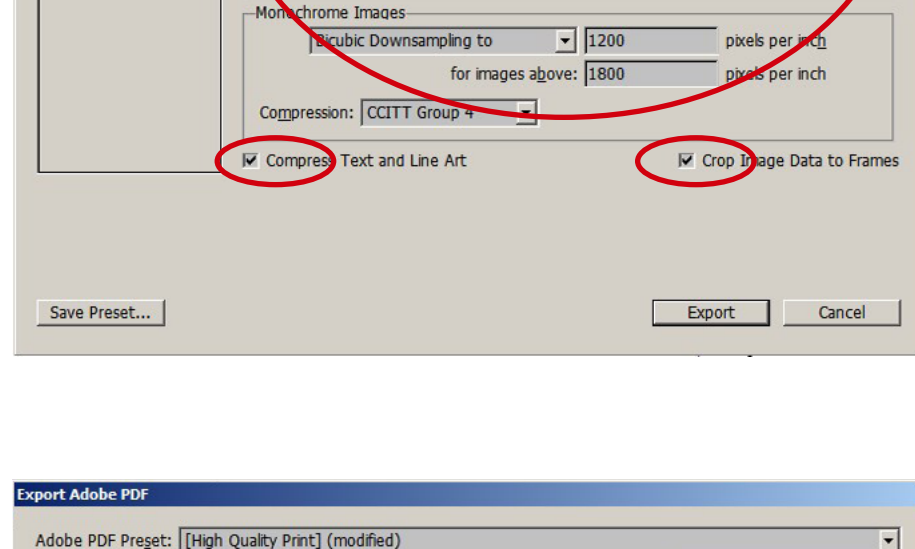 Monochrome Images
Bicubic Downsampling to 1200 pixels per inch
for images above: 1800 pixels per inch
Compression: CCITT Group 4
Compress Text and Line Art Crop Image Data to Frames
Save Preset... Export Cancel
Export Adobe PDF
Adobe PDF Preset: [High Quality Print] (modified)